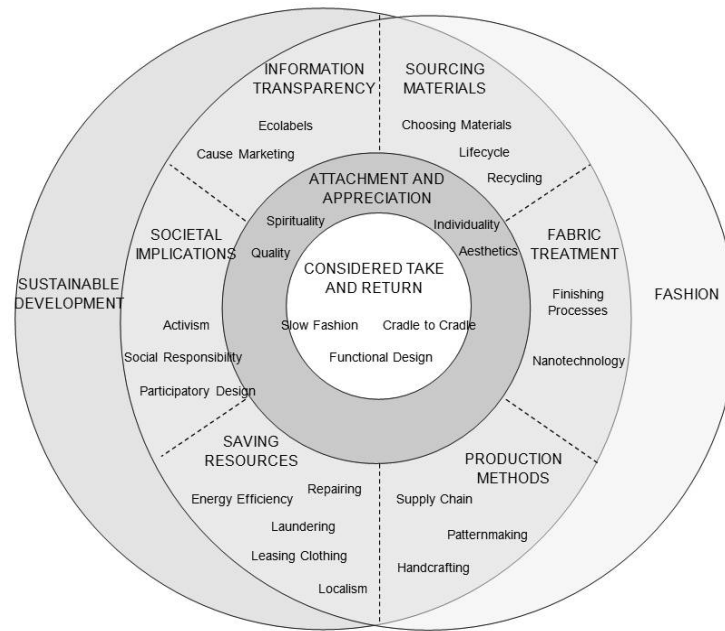 INFORMATION
TRANSPARENCY
Ecolabels
Cause Marketing
SOURCING
MATERIALS
Choosing Materials
Lifecycle
Recycling
ATTACHMENT AND
APPRECIATION
Spirituality
Quality
Individuality
Aesthetics
SOCIETAL
IMPLICATIONS
Activism
Social Responsibility
Participatory Design
FABRIC
TREATMENT
Finishing
Processes
Nanotechnology
CONSIDERED TAKE
AND RETURN
Slow Fashion
Cradle to Cradle
Functional Design
SUSTAINABLE
DEVELOPMENT
FASHION
SAVING
RESOURCES
Energy Efficiency
Repairing
Laundering
Leasing Clothing
Localism
PRODUCTION
METHODS
Supply Chain
Patternmaking
Handcrafting